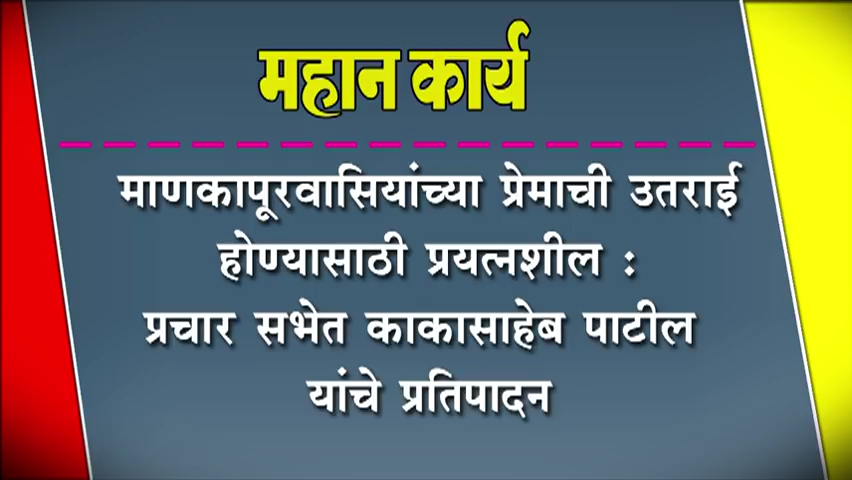 महान कार्य
माणकापूरवासियांच्या प्रेमाची उतराई
होण्यासाठी प्रयत्नशील :
प्रचार सभेत काकासाहेब पाटील
यांचे प्रतिपादन